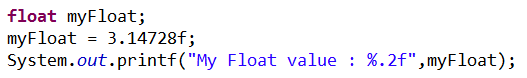 float myFloat;
myFloat = 3.14728f;
System.out.printf("My Float value : %.2f",myFloat);